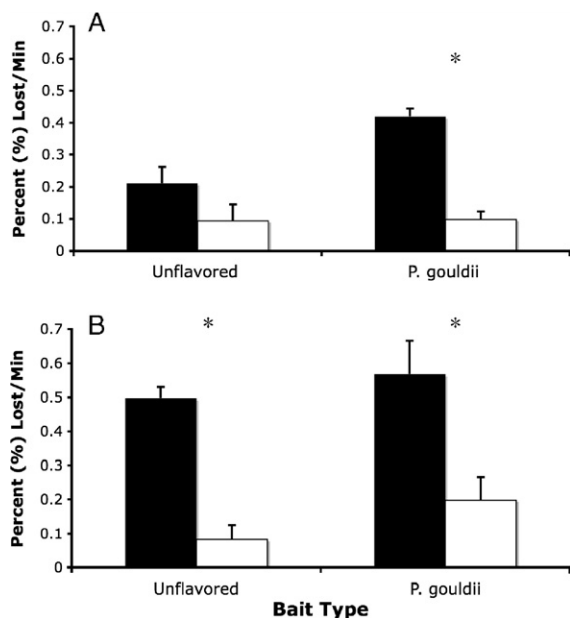 A
Percent (%) Lost/Min
0.7
0.6
0.5
0.4
0.3
0.2
0.1
0
*
Unflavored P. gouldii
B
Percent (%) Lost/Min
0.7
0.6
0.5
0.4
0.3
0.2
0.1
0
* *
Unflavored P. gouldii
Bait Type